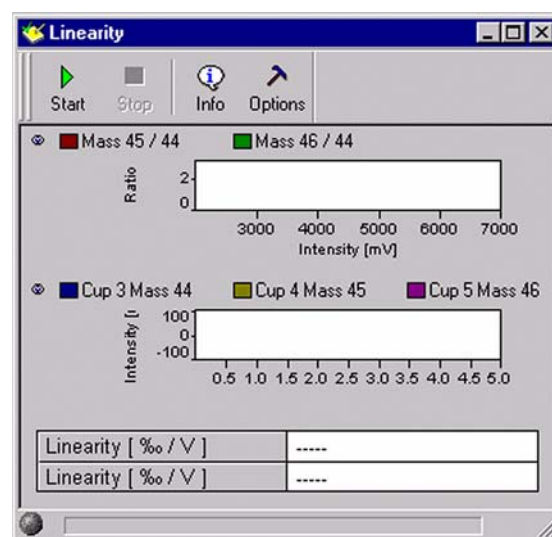 Linearity
Start Stop Info Options
Mass 45 / 44 Mass 46 / 44
Ratio
2
0
3000 4000 5000 6000 7000
Intensity [mV]
Cup 3 Mass 44 Cup 4 Mass 45 Cup 5 Mass 46
Intensity [
100
0
-100
0.5 1.0 1.5 2.0 2.5 3.0 3.5 4.0 4.5 5.0
Linearity [ ‰ / V ] -----
Linearity [ ‰ / V ] -----